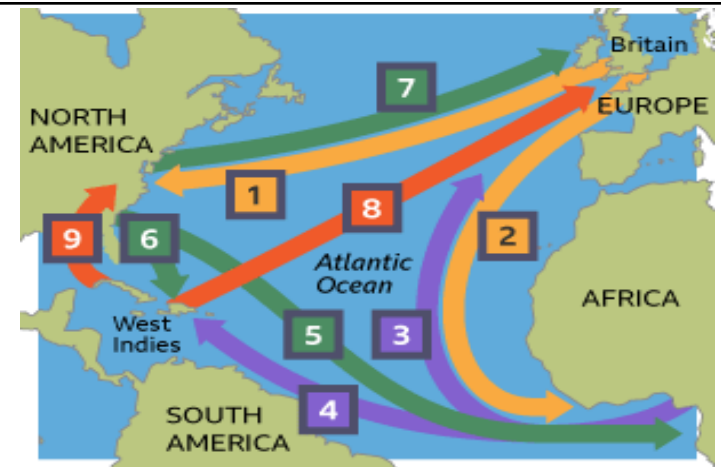 Britain
7
EUROPE
NORTH
AMERICA
1
8
2
9
6
Atlantic
Ocean
AFRICA
West
Indies
5
3
4
SOUTH
AMERICA